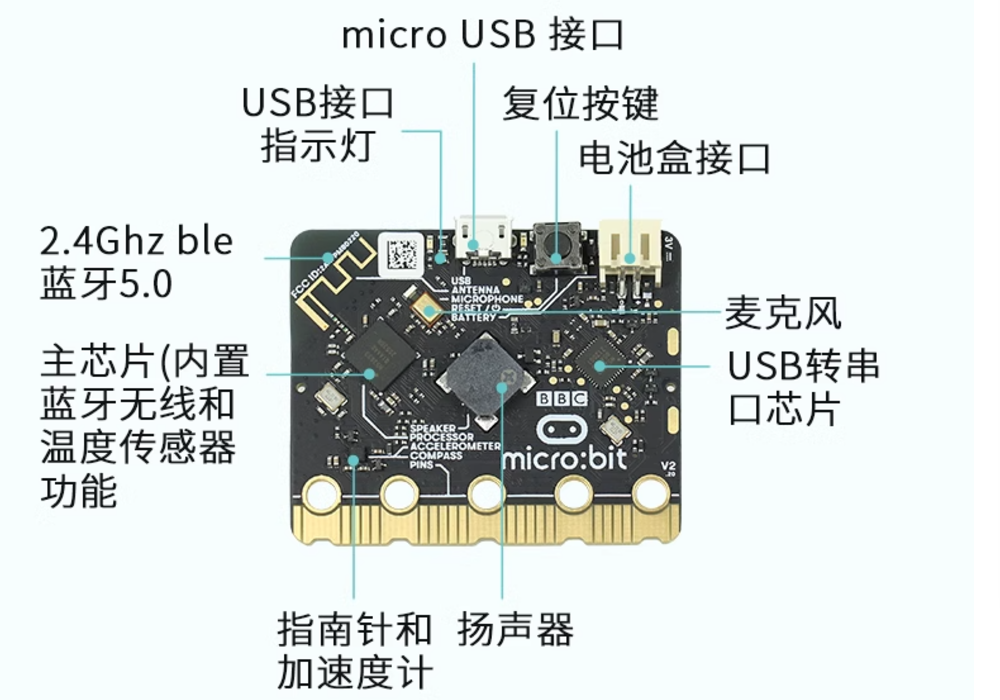 micro USB 接口
USB接口
指示灯
复位按键
电池盒接口
2.4Ghz ble
蓝牙5.0
主芯片(内置
蓝牙无线和
温度传感器
功能
麦克风
USB转串
口芯片
指南针和
加速度计
扬声器
3V
USB
ANTENNA
MICROPHONE
RESET /
BATTERY
SPEAKER
PROCESSOR
ACCELEROMETER
COMPASS
PINS
BBC
micro:bit
V2
.20
FCC ID:2